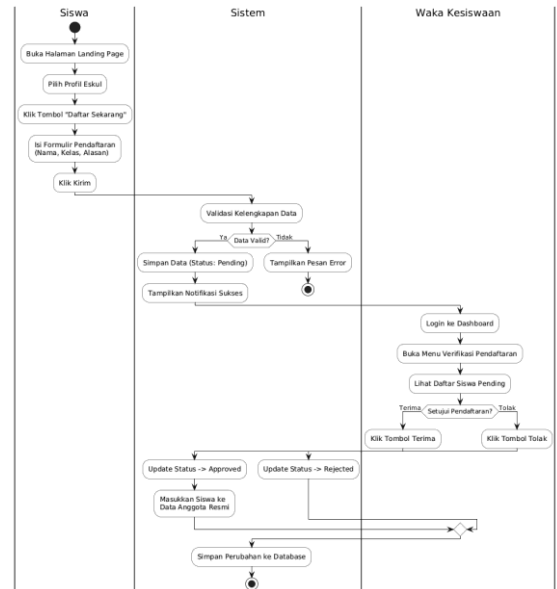 Siswa
Sistem
Waka Kesiswaan
Buka Halaman Landing Page
Pilih Profil Eskul
Klik Tombol "Daftar Sekarang"
Isi Formulir Pendaftaran
(Nama, Kelas, Alasan)
Klik Kirim
Validasi Kelengkapan Data
Ya
Data Valid?
Tidak
Simpan Data (Status: Pending)
Tampilkan Pesan Error
Tampilkan Notifikasi Sukses
Login ke Dashboard
Buka Menu Verifikasi Pendaftaran
Lihat Daftar Siswa Pending
Terima
Setujui Pendaftaran?
Tolak
Klik Tombol Terima
Klik Tombol Tolak
Update Status -> Approved
Update Status -> Rejected
Masukkan Siswa ke
Data Anggota Resmi
Simpan Perubahan ke Database